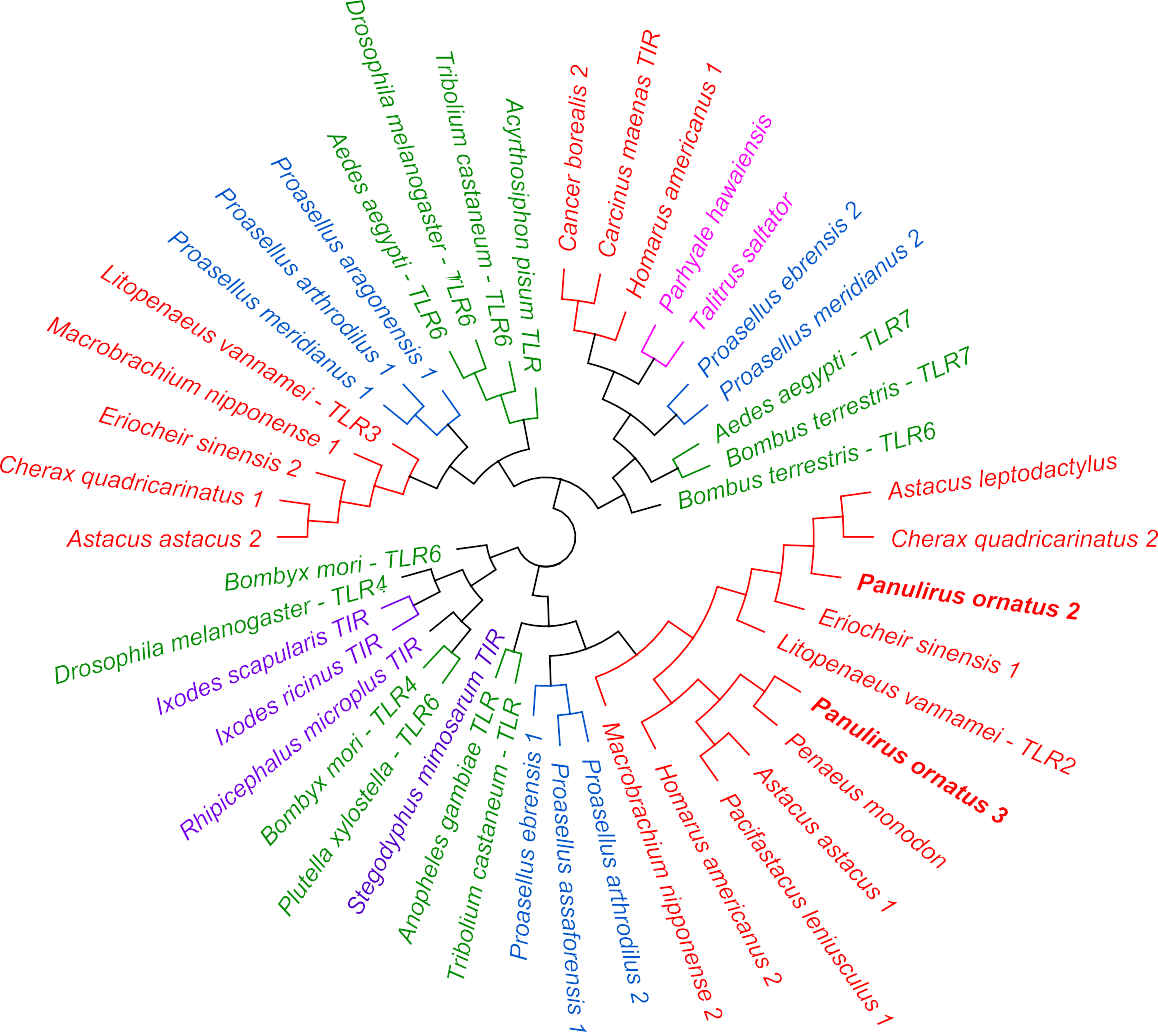 Drosophila melanogaster - TLR6
Tribolium castaneum - TLR6
Acyrthosiphon pisum TLR
Cancer borealis 2
Carcinus maenas TIR
Homarus americanus 1
Parhyale hawaiensis
Talitrus saltator
Proasellus ebrensis 2
Proasellus meridianus 2
Aedes aegypti - TLR7
Bombus terrestris - TLR7
Bombus terrestris - TLR6
Astacus leptodactylus
Cherax quadricarinatus 2
Panulirus ornatus 2
Eriocheir sinensis 1
Litopenaeus vannamei - TLR2
Panulirus ornatus 3
Penaeus monodon
Astacus astacus 1
Pacifastacus leniusculus 1
Homarus americanus 2
Macrobrachium nipponense 2
Proasellus arthrodilus 2
Proasellus assaforensis 1
Proasellus ebrensis 1
Tribolium castaneum - TLR
Anopheles gambiae TLR
Stegodyphus mimosarum TIR
Plutella xylostella - TLR6
Bombyx mori - TLR4
Rhipicephalus microplus TIR
Ixodes ricinus TIR
Ixodes scapularis TIR
Drosophila melanogaster - TLR4
Bombyx mori - TLR6
Astacus astacus 2
Cherax quadricarinatus 1
Eriocheir sinensis 2
Macrobrachium nipponense 1
Litopenaeus vannamei - TLR3
Proasellus meridianus 1
Proasellus arthrodilus 1
Proasellus aragonensis 1
Aedes aegypti - TLR6